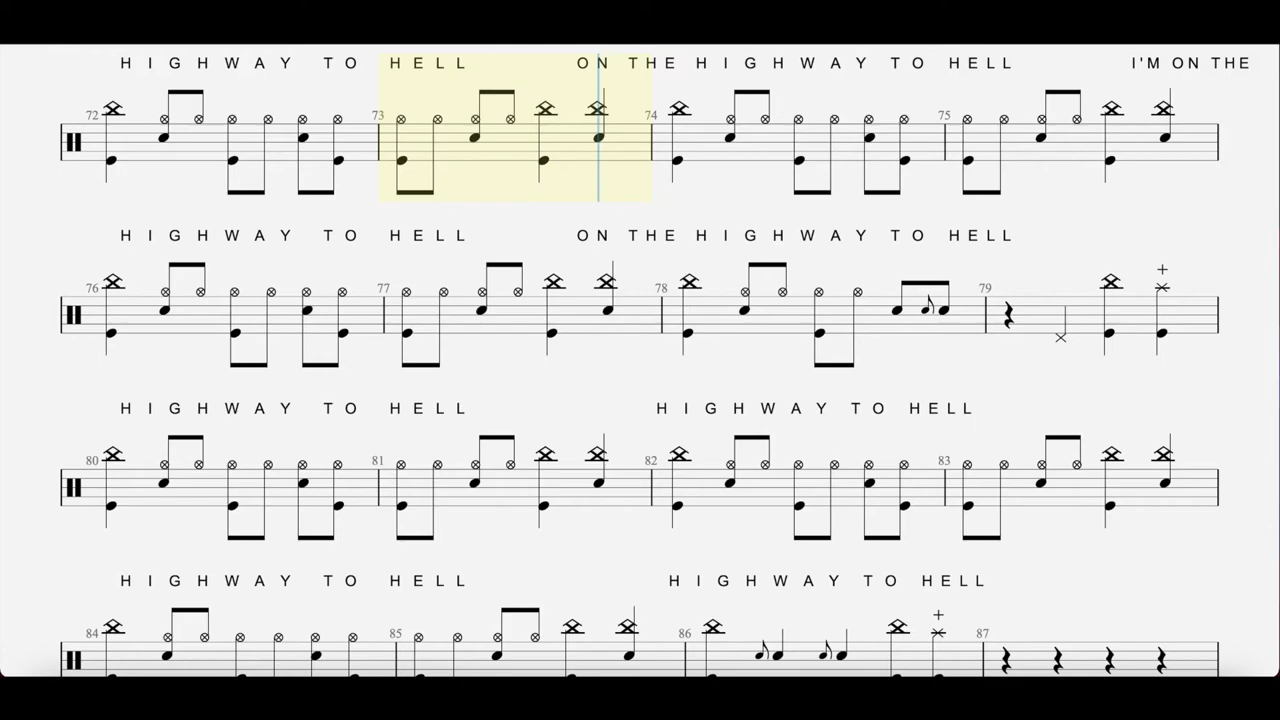 HIGHWAY TO HELL ON THE HIGHWAY TO HELL I'M ON THE
72 73 74 75
HIGHWAY TO HELL ON THE HIGHWAY TO HELL
76 77 78 79
HIGHWAY TO HELL HIGHWAY TO HELL
80 81 82 83
HIGHWAY TO HELL HIGHWAY TO HELL
84 85 86 87